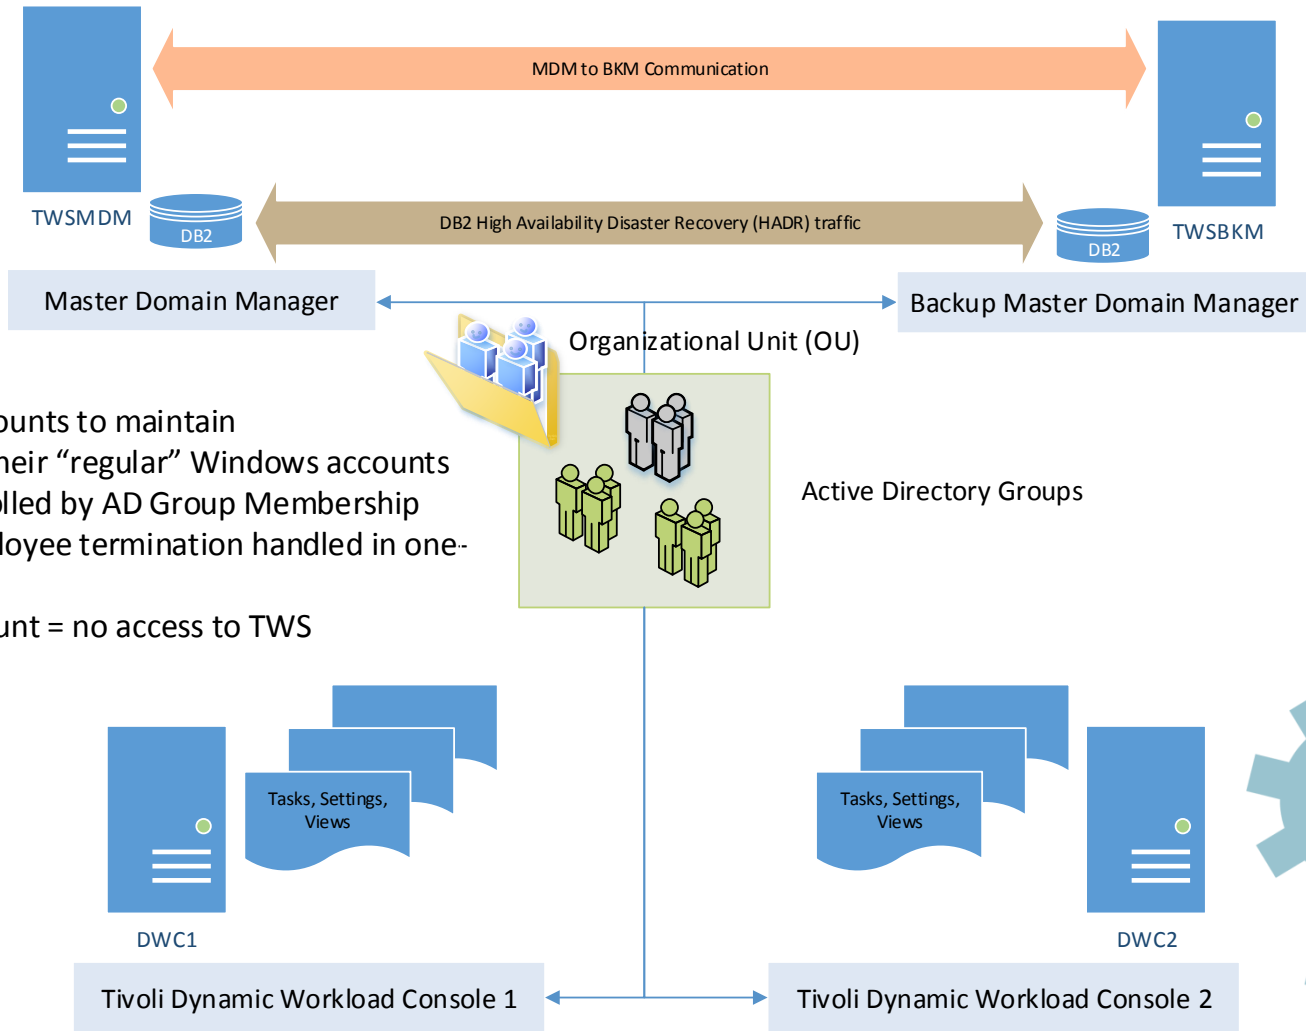 MDM to BKM Communication
TWSMDM
DB2
DB2 High Availability Disaster Recovery (HADR) traffic
DB2
TWSBKM
Master Domain Manager
Backup Master Domain Manager
Organizational Unit (OU)
ounts to maintain
heir “regular” Windows accounts
olled by AD Group Membership
loyee termination handled in one-
unt = no access to TWS
Active Directory Groups
Tasks, Settings,
Views
Tasks, Settings,
Views
DWC1
DWC2
Tivoli Dynamic Workload Console 1
Tivoli Dynamic Workload Console 2